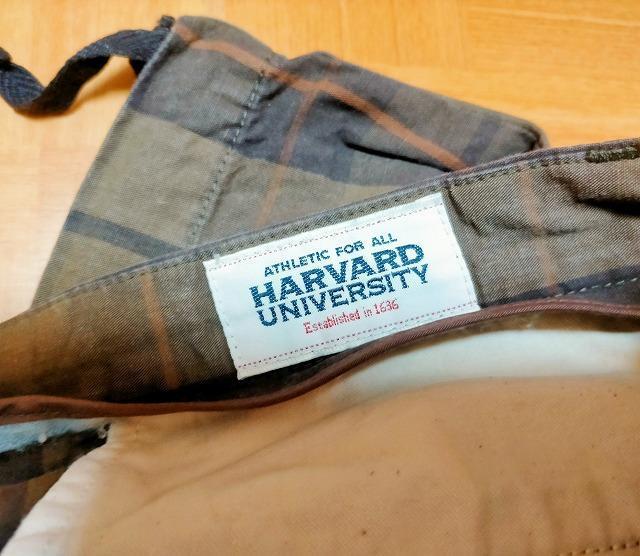 ATHLETIC FOR ALL
HARVARD
UNIVERSITY
Established in 1636